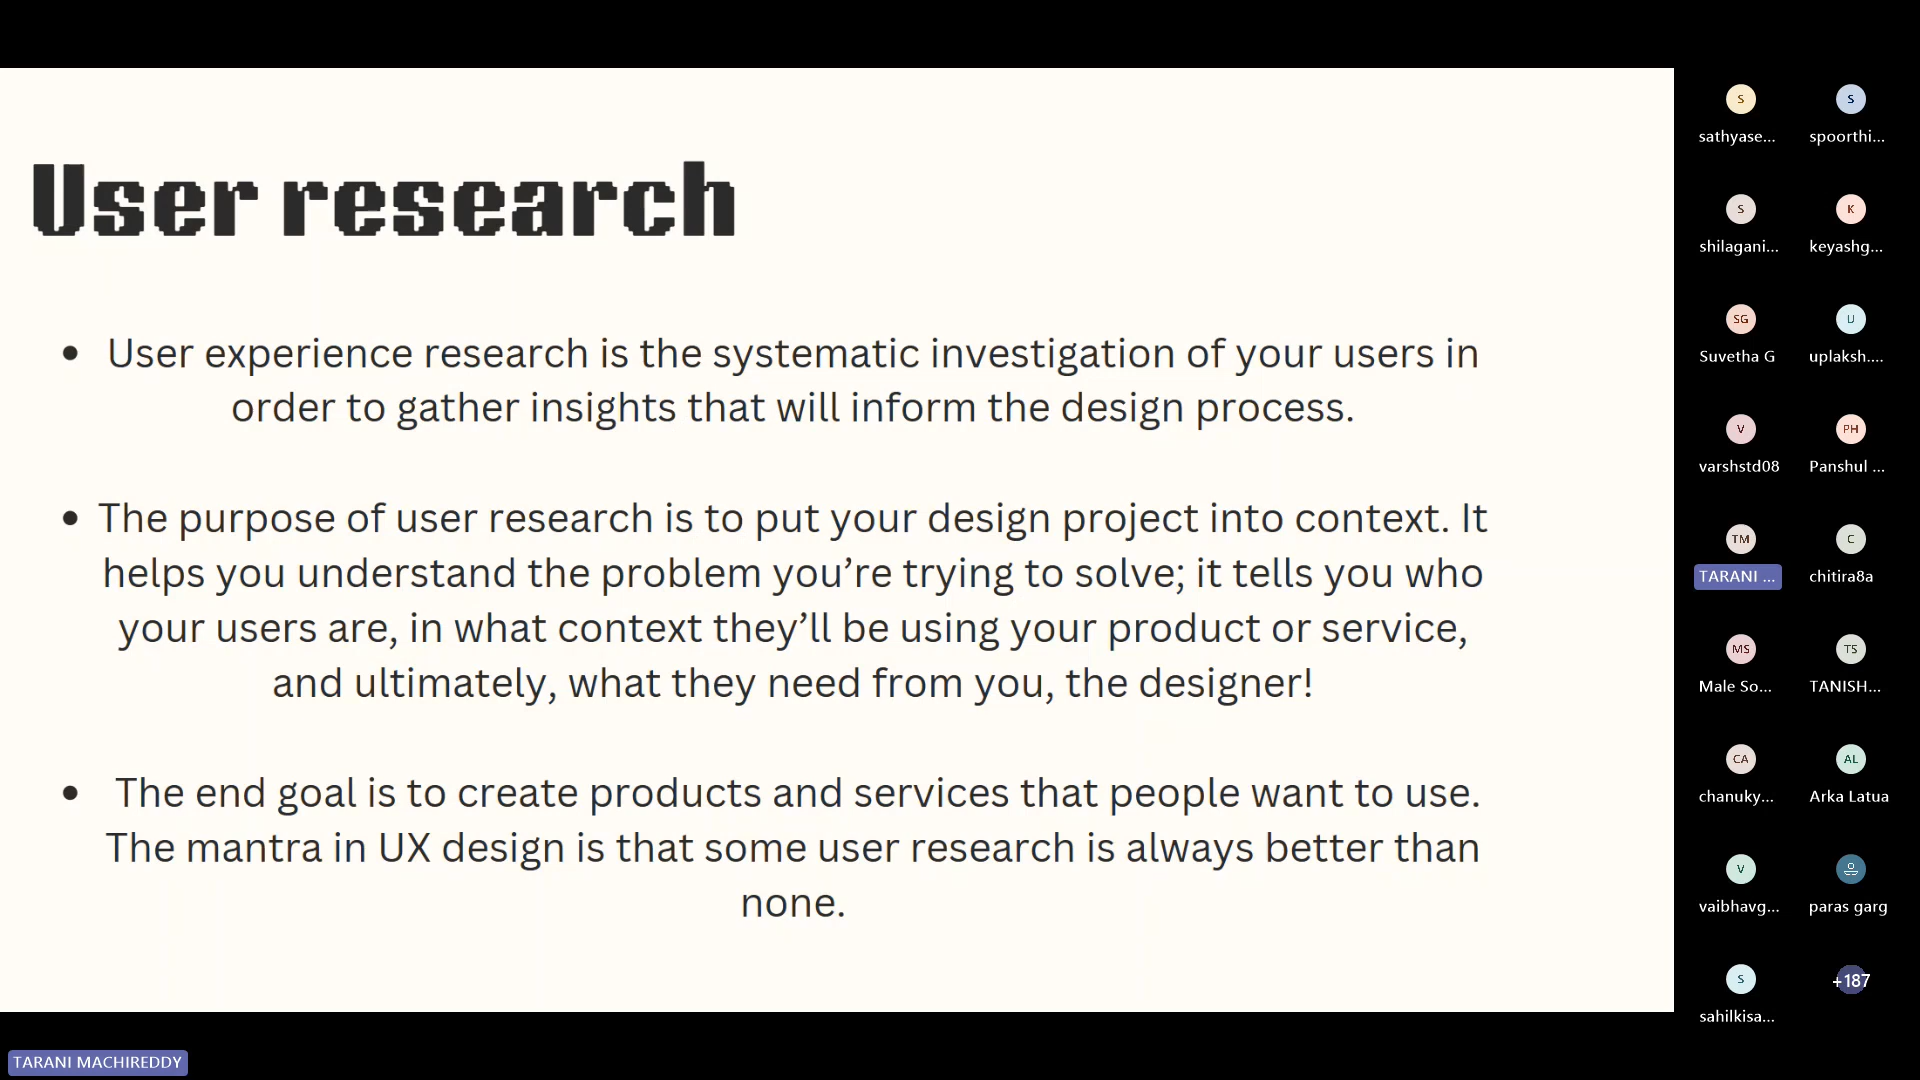 User research
• User experience research is the systematic investigation of your users in
order to gather insights that will inform the design process.
• The purpose of user research is to put your design project into context. It
helps you understand the problem you’re trying to solve; it tells you who
your users are, in what context they’ll be using your product or service,
and ultimately, what they need from you, the designer!
• The end goal is to create products and services that people want to use.
The mantra in UX design is that some user research is always better than
none.
S S
sathyase... spoorthi...
S K
shilagani... keyashg...
SG U
Suvetha G uplaksh....
V PH
varshstd08 Panshul ...
TM C
TARANI ... chitira8a
MS TS
Male So... TANISH...
CA AL
chanuky... Arka Latua
V
vaibhavg... paras garg
S +187
sahilkisa...
TARANI MACHIREDDY